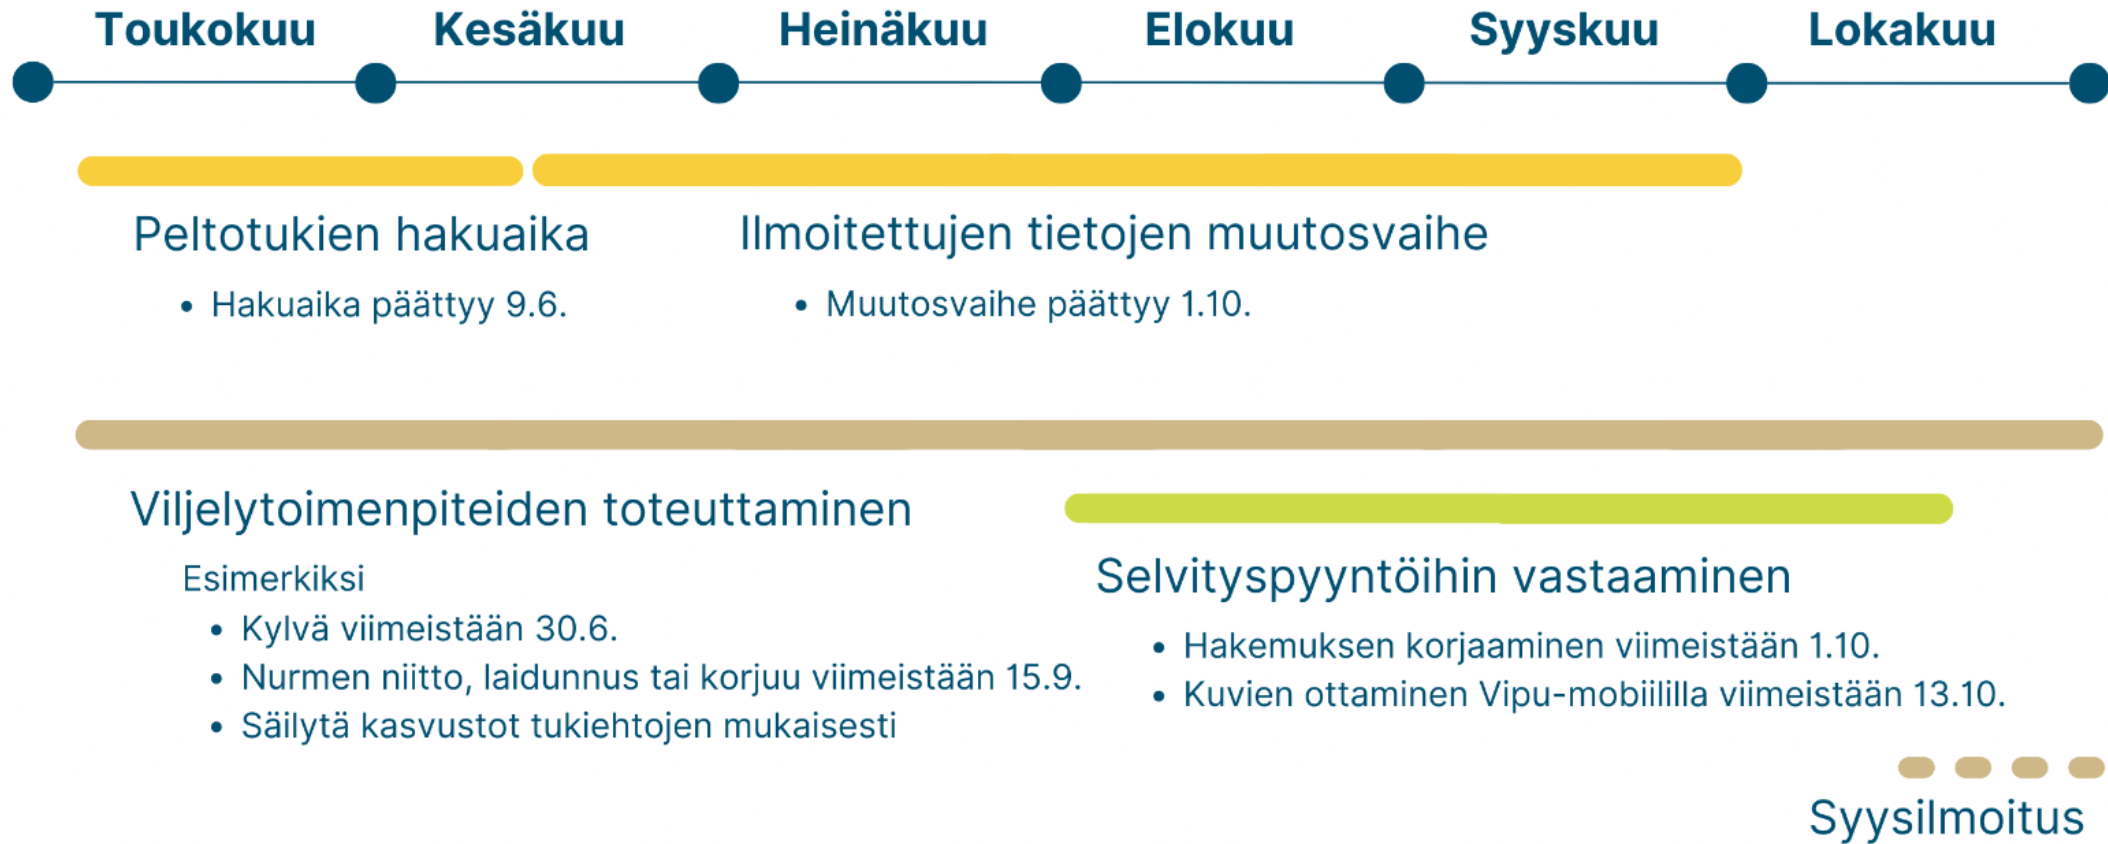 Toukokuu Kesäkuu Heinäkuu Elokuu Syyskuu Lokakuu
Peltotukien hakuaika
• Hakuaika päättyy 9.6.
Ilmoitettujen tietojen muutosvaihe
• Muutosvaihe päättyy 1.10.
Viljelytoimenpiteiden toteuttaminen
Esimerkiksi
• Kylvä viimeistään 30.6.
• Nurmen niitto, laidunnus tai korjuu viimeistään 15.9.
• Säilytä kasvustot tukiehtojen mukaisesti
Selvityspyyntöihin vastaaminen
• Hakemuksen korjaaminen viimeistään 1.10.
• Kuvien ottaminen Vipu-mobiililla viimeistään 13.10.
Syysilmoitus